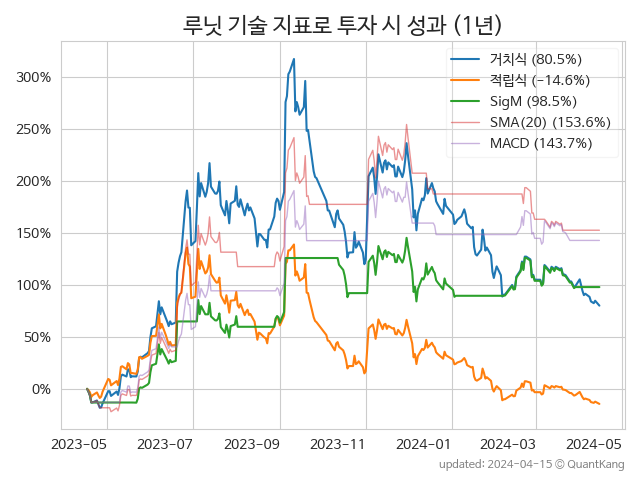 루닛 기술 지표로 투자 시 성과 (1년)
거치식 (80.5%)
적립식 (−14.6%)
SigM (98.5%)
SMA(20) (153.6%)
MACD (143.7%)
300%
250%
200%
150%
100%
50%
0%
2023-05 2023-07 2023-09 2023-11 2024-01 2024-03 2024-05
updated: 2024-04-15 © QuantKang